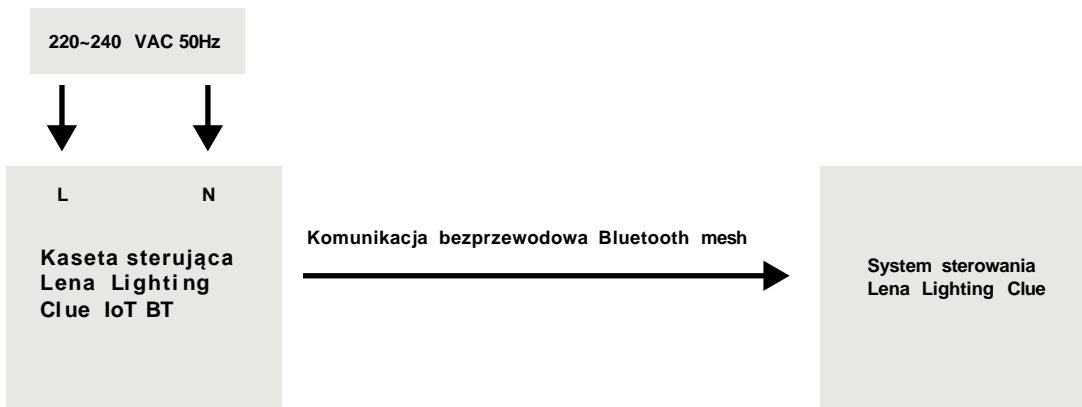 220~240 VAC 50Hz
L N
Kaseta sterująca
Lena Lighting
Clue IoT BT
Komunikacja bezprzewodowa Bluetooth mesh
System sterowania
Lena Lighting Clue